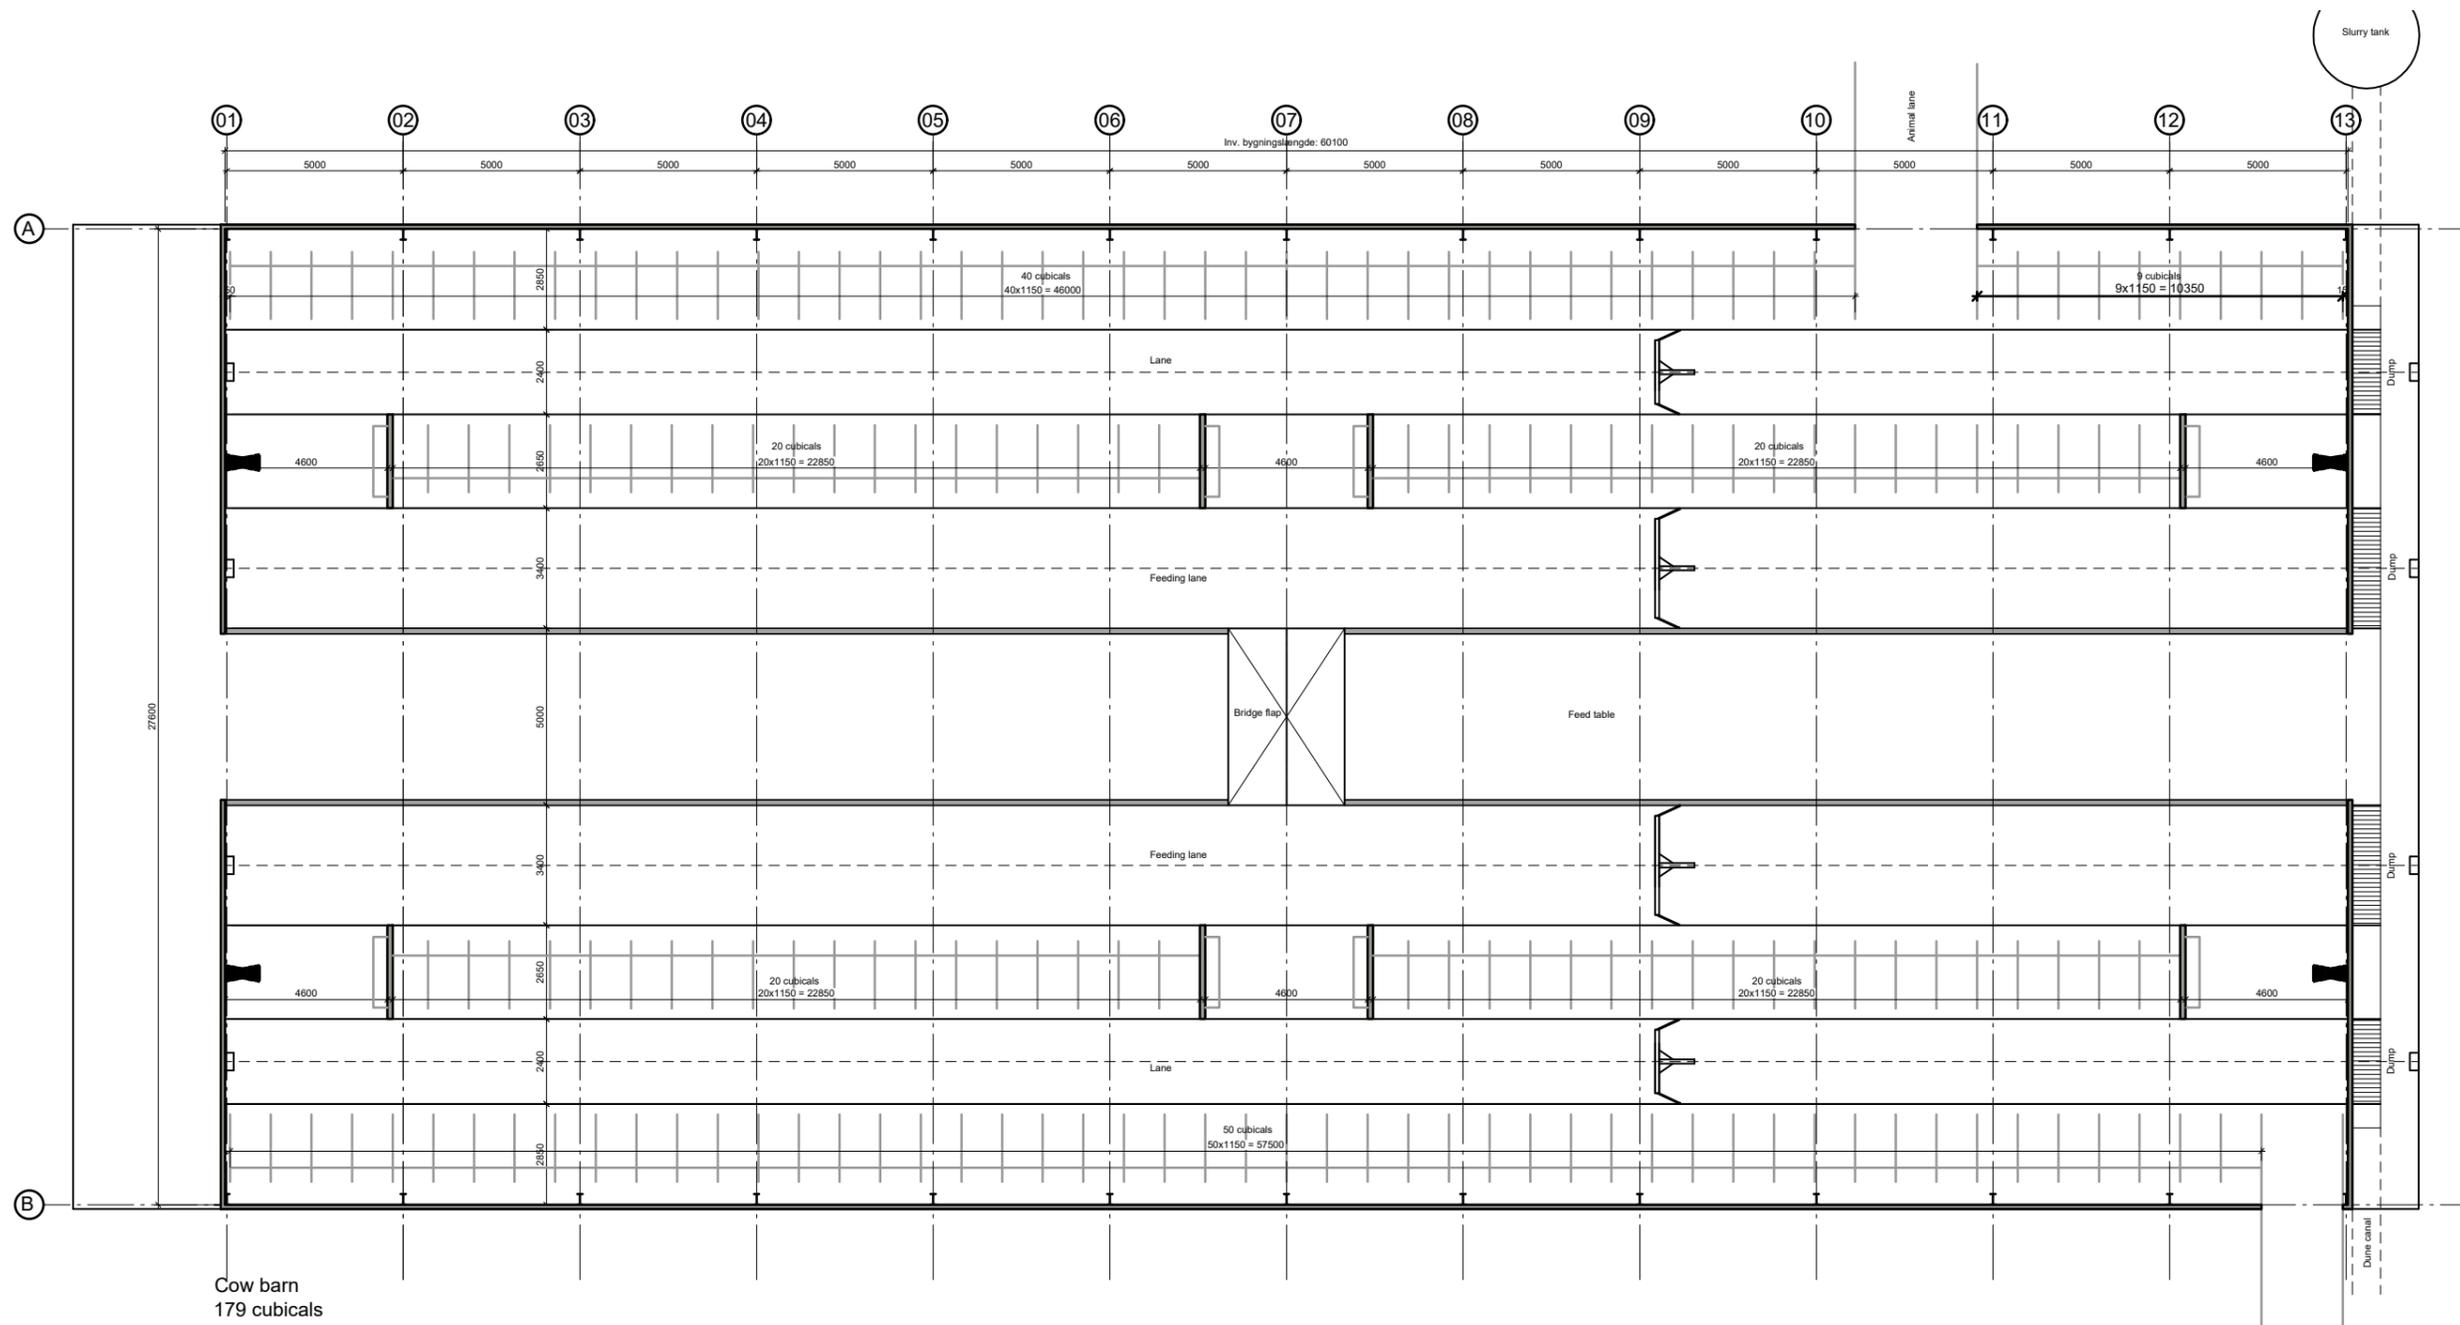 Slurry tank
Animal lane
01 02 03 04 05 06 07 08 09 10 11 12 13
Inv. bygningslængde: 60100
5000 5000 5000 5000 5000 5000 5000 5000 5000 5000 5000 5000
A
2850
40 cubicals
40x1150 = 46000
9 cubicals
9x1150 = 10350
Lane
2400
Dump
20 cubicals
20x1150 = 22850
20 cubicals
20x1150 = 22850
4600
2650
4600
4600
3400
Feeding lane
Dump
27600
5000
Bridge flap
Feed table
Feeding lane
3400
Dump
2650
20 cubicals
20x1150 = 22850
20 cubicals
20x1150 = 22850
4600
4600
4600
2400
Lane
Dump
50 cubicals
50x1150 = 57500
2850
B
Dune canal
Cow barn
179 cubicals